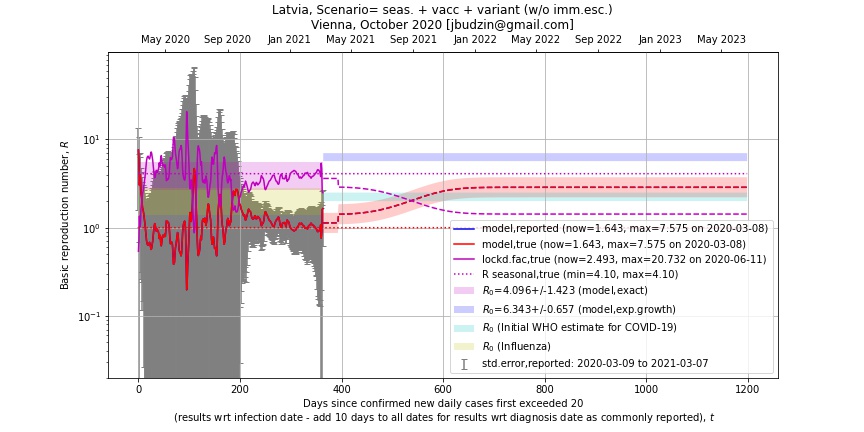 Latvia, Scenario= seas. + vacc + variant (w/o imm.esc.)
Vienna, October 2020 [jbudzin@gmail.com]
May 2020 Sep 2020 Jan 2021 May 2021 Sep 2021 Jan 2022 May 2022 Sep 2022 Jan 2023 May 2023
Basic reproduction number, R
10¹
10⁰
10⁻¹
model,reported (now=1.643, max=7.575 on 2020-03-08)
model,true (now=1.643, max=7.575 on 2020-03-08)
lockd.fac,true (now=2.493, max=20.732 on 2020-06-11)
R seasonal,true (min=4.10, max=4.10)
R₀=4.096+/-1.423 (model,exact)
R₀=6.343+/-0.657 (model,exp.growth)
R₀ (Initial WHO estimate for COVID-19)
R₀ (Influenza)
std.error,reported: 2020-03-09 to 2021-03-07
0 200 400 600 800 1000 1200
Days since confirmed new daily cases first exceeded 20
(results wrt infection date - add 10 days to all dates for results wrt diagnosis date as commonly reported), t